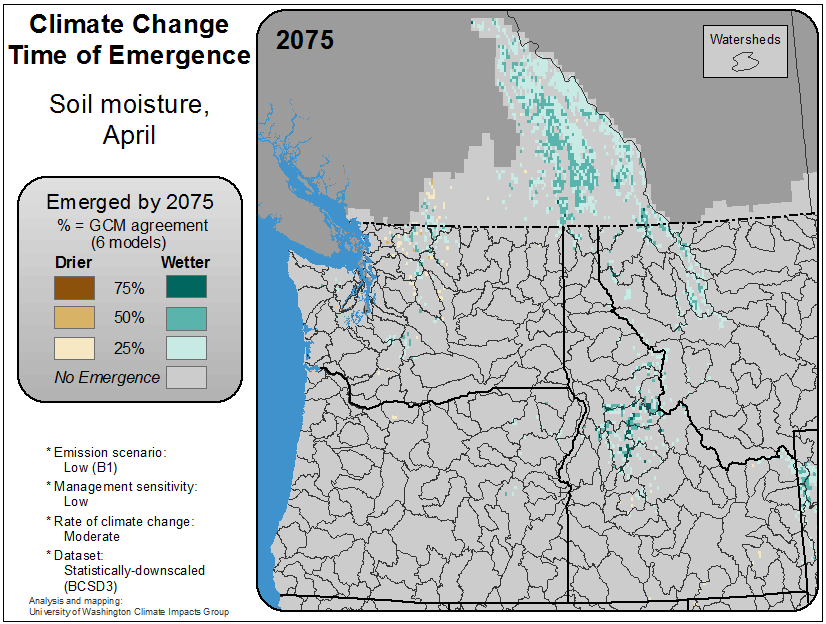 Climate Change
Time of Emergence
Soil moisture,
April
Emerged by 2075
% = GCM agreement
(6 models)
Drier Wetter
75%
50%
25%
No Emergence
* Emission scenario:
Low (B1)
* Management sensitivity:
Low
* Rate of climate change:
Moderate
* Dataset:
Statistically-downscaled
(BCSD3)
Analysis and mapping:
University of Washington Climate Impacts Group
2075
Watersheds